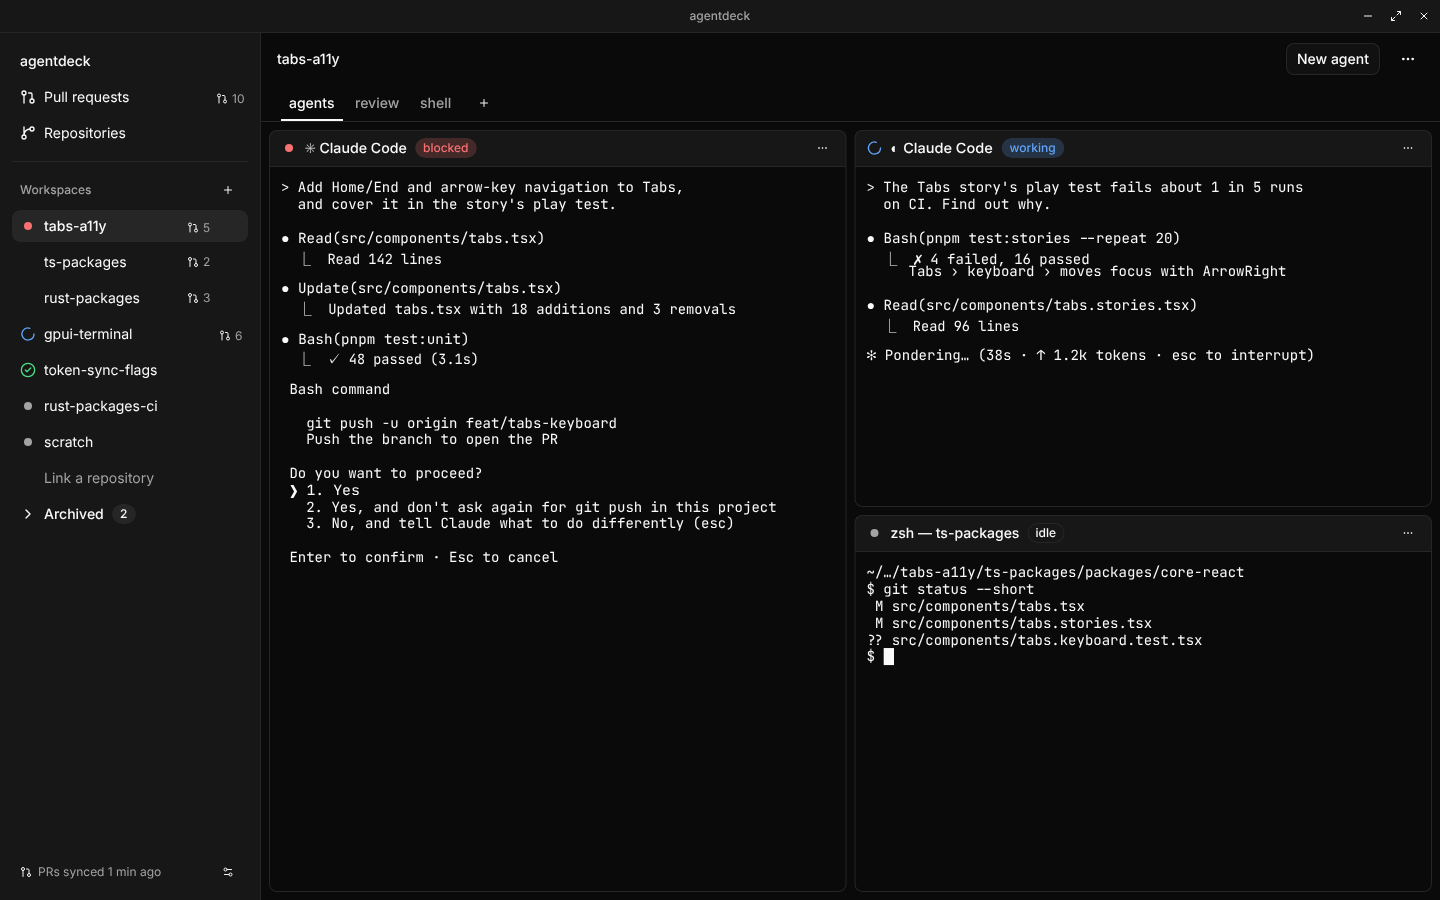 agentdeck
agentdeck
Pull requests 10
Repositories
Workspaces +
tabs-a11y 5
ts-packages 2
rust-packages 3
gpui-terminal 6
token-sync-flags
rust-packages-ci
scratch
Link a repository
Archived 2
PRs synced 1 min ago
tabs-a11y
New agent ···
agents review shell +
✳ Claude Code blocked ···
> Add Home/End and arrow-key navigation to Tabs,
and cover it in the story's play test.
● Read(src/components/tabs.tsx)
⎿ Read 142 lines
● Update(src/components/tabs.tsx)
⎿ Updated tabs.tsx with 18 additions and 3 removals
● Bash(pnpm test:unit)
⎿ ✓ 48 passed (3.1s)
Bash command
git push -u origin feat/tabs-keyboard
Push the branch to open the PR
Do you want to proceed?
❯ 1. Yes
2. Yes, and don't ask again for git push in this project
3. No, and tell Claude what to do differently (esc)
Enter to confirm · Esc to cancel
Claude Code working ···
> The Tabs story's play test fails about 1 in 5 runs
on CI. Find out why.
● Bash(pnpm test:stories --repeat 20)
⎿ ✗ 4 failed, 16 passed
Tabs › keyboard › moves focus with ArrowRight
● Read(src/components/tabs.stories.tsx)
⎿ Read 96 lines
✻ Pondering… (38s · ↑ 1.2k tokens · esc to interrupt)
zsh — ts-packages idle ···
~/…/tabs-a11y/ts-packages/packages/core-react
$ git status --short
M src/components/tabs.tsx
M src/components/tabs.stories.tsx
?? src/components/tabs.keyboard.test.tsx
$